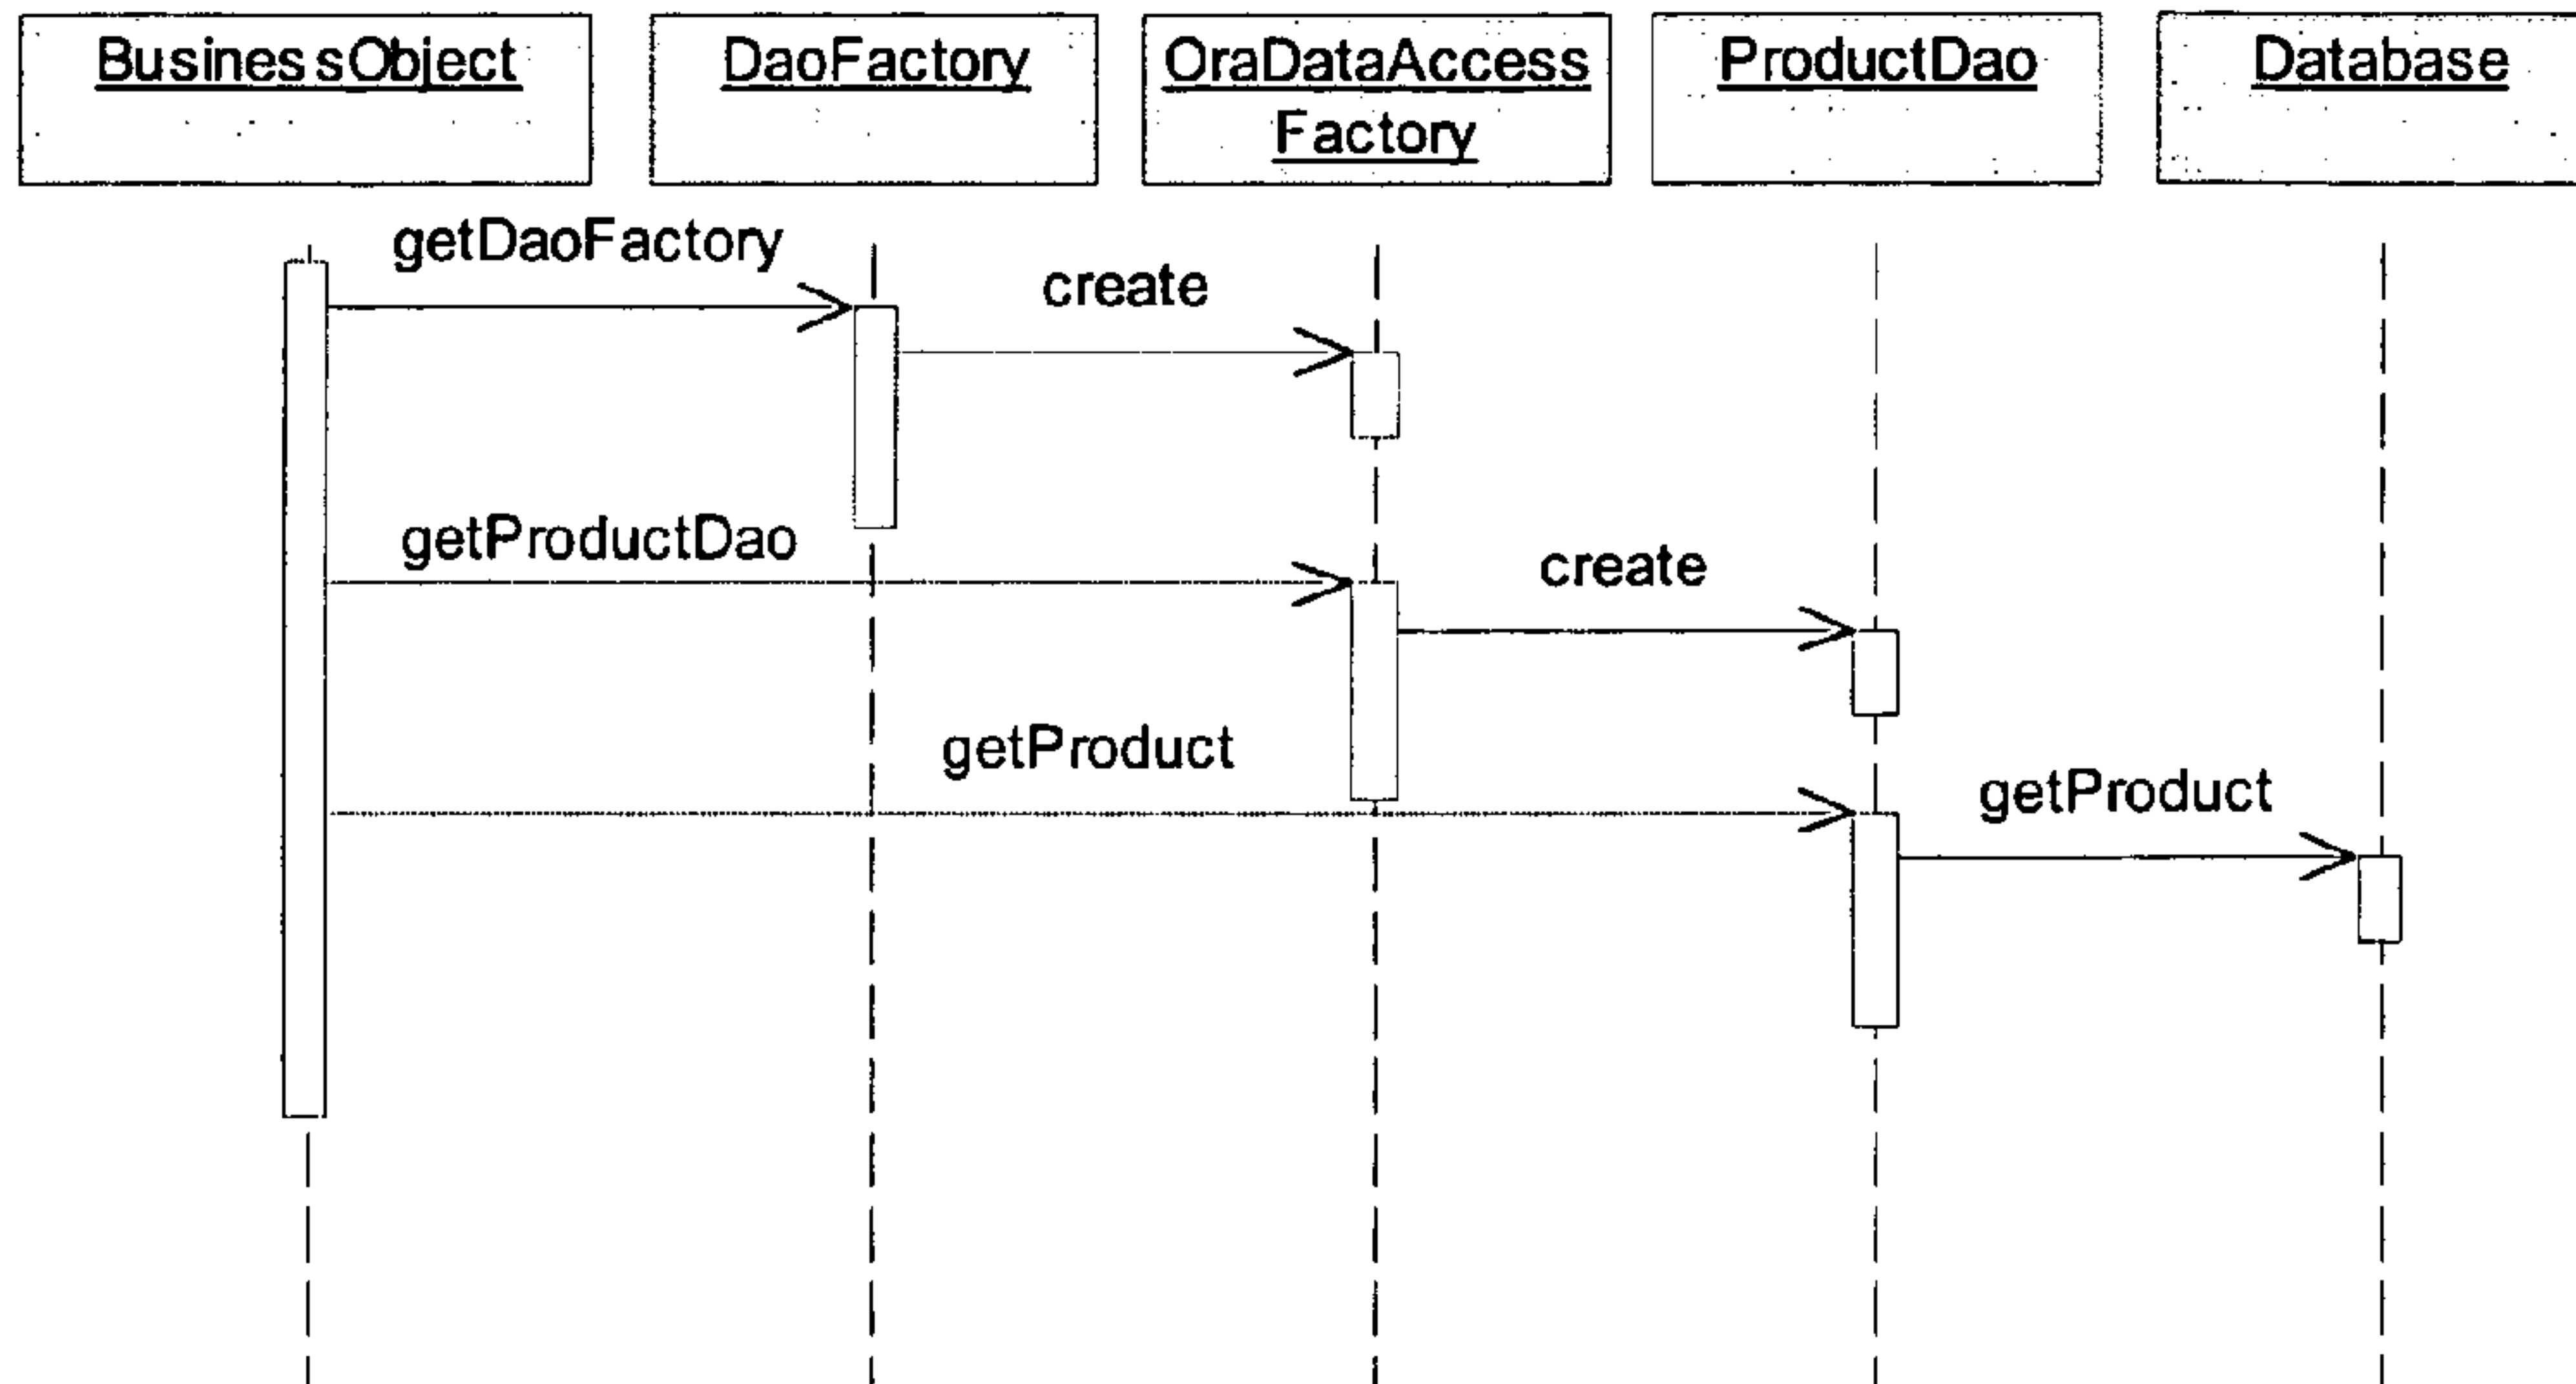 BusinessObject
DaoFactory
OraDataAccess
Factory
ProductDao
Database
getDaoFactory
create
getProductDao
create
getProduct
getProduct